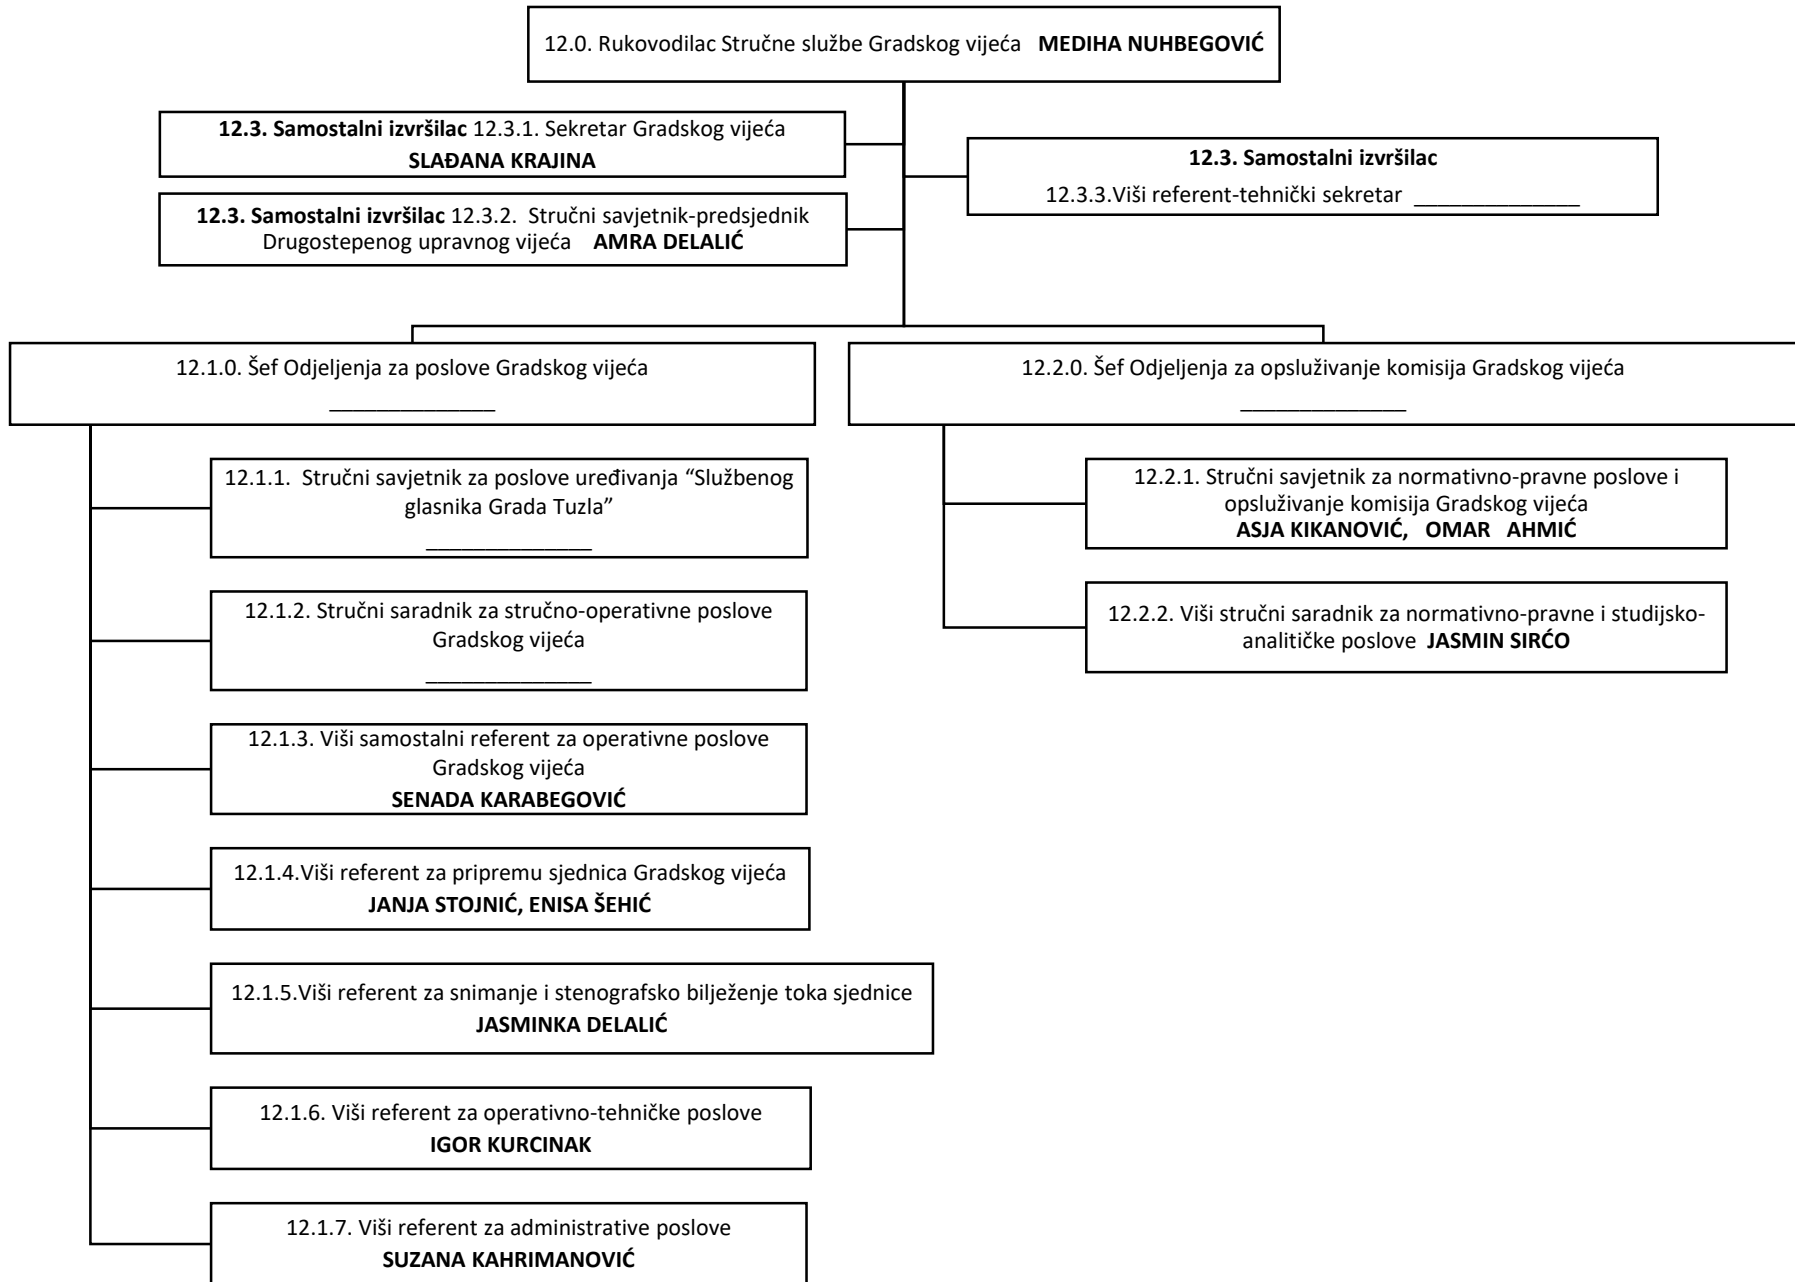 12.0. Rukovodilac Stručne službe Gradskog vijeća MEDIHA NUHBEGOVIĆ
12.3. Samostalni izvršilac 12.3.1. Sekretar Gradskog vijeća
SLAĐANA KRAJINA
12.3. Samostalni izvršilac
12.3.3.Viši referent-tehnički sekretar ______________
12.3. Samostalni izvršilac 12.3.2. Stručni savjetnik-predsjednik
Drugostepenog upravnog vijeća AMRA DELALIĆ
12.1.0. Šef Odjeljenja za poslove Gradskog vijeća
______________
12.1.1. Stručni savjetnik za poslove uređivanja “Službenog
glasnika Grada Tuzla”
______________
12.1.2. Stručni saradnik za stručno-operativne poslove
Gradskog vijeća
______________
12.1.3. Viši samostalni referent za operativne poslove
Gradskog vijeća
SENADA KARABEGOVIĆ
12.1.4.Viši referent za pripremu sjednica Gradskog vijeća
JANJA STOJNIĆ, ENISA ŠEHIĆ
12.1.5.Viši referent za snimanje i stenografsko bilježenje toka sjednice
JASMINKA DELALIĆ
12.1.6. Viši referent za operativno-tehničke poslove
IGOR KURCINAK
12.1.7. Viši referent za administrative poslove
SUZANA KAHRIMANOVIĆ
12.2.0. Šef Odjeljenja za opsluživanje komisija Gradskog vijeća
______________
12.2.1. Stručni savjetnik za normativno-pravne poslove i
opsluživanje komisija Gradskog vijeća
ASJA KIKANOVIĆ, OMAR AHMIĆ
12.2.2. Viši stručni saradnik za normativno-pravne i studijsko-
analitičke poslove JASMIN SIRĆO